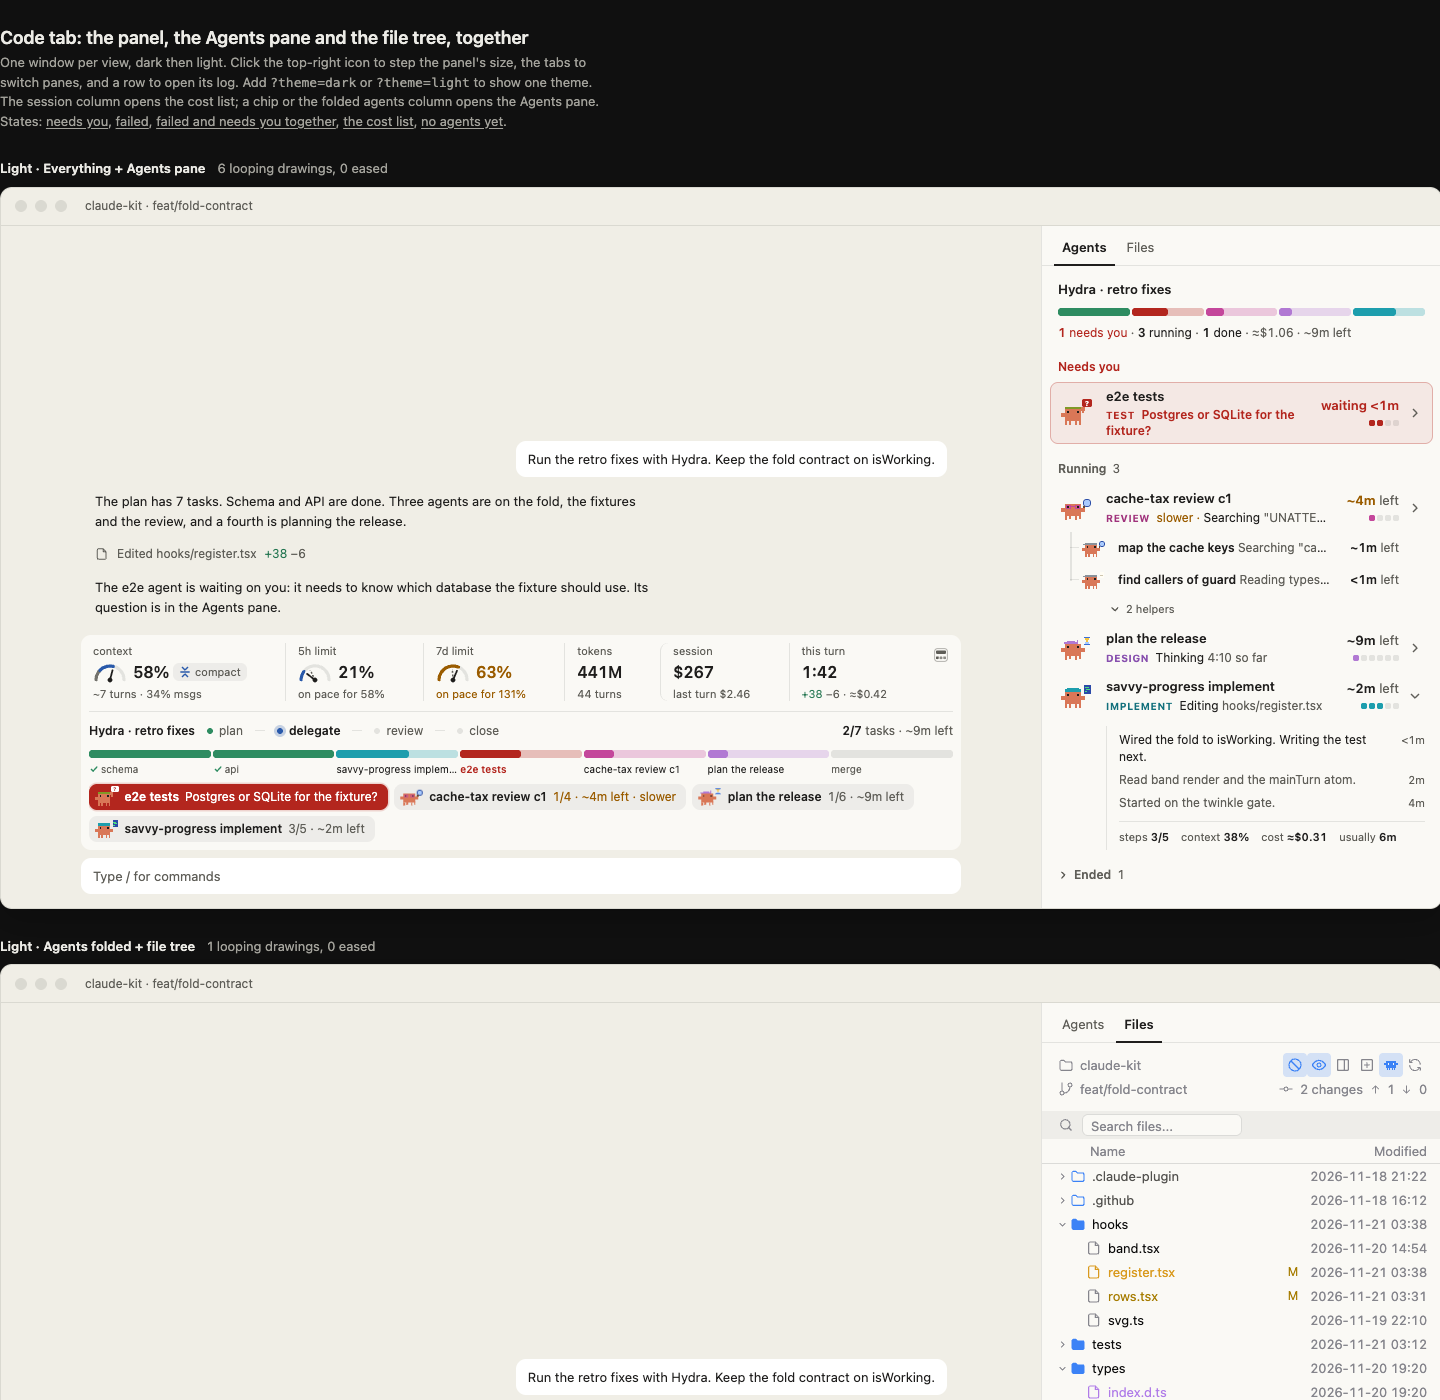 Code tab: the panel, the Agents pane and the file tree, together
One window per view, dark then light. Click the top-right icon to step the panel's size, the tabs to
switch panes, and a row to open its log. Add ?theme=dark or ?theme=light to show one theme.
The session column opens the cost list; a chip or the folded agents column opens the Agents pane.
States: needs you, failed, failed and needs you together, the cost list, no agents yet.
Light · Everything + Agents pane 6 looping drawings, 0 eased
claude-kit · feat/fold-contract
Run the retro fixes with Hydra. Keep the fold contract on isWorking.
The plan has 7 tasks. Schema and API are done. Three agents are on the fold, the fixtures
and the review, and a fourth is planning the release.
Edited hooks/register.tsx +38 −6
The e2e agent is waiting on you: it needs to know which database the fixture should use. Its
question is in the Agents pane.
context 5h limit 7d limit tokens session this turn
58% compact 21% 63% 441M $267 1:42
~7 turns · 34% msgs on pace for 58% on pace for 131% 44 turns last turn $2.46 +38 −6 · ≈$0.42
Hydra · retro fixes plan delegate review close 2/7 tasks · ~9m left
✓ schema ✓ api savvy-progress implem... e2e tests cache-tax review c1 plan the release merge
e2e tests Postgres or SQLite for the fixture? cache-tax review c1 1/4 · ~4m left · slower plan the release 1/6 · ~9m left
savvy-progress implement 3/5 · ~2m left
Type / for commands
Agents Files
Hydra · retro fixes
1 needs you · 3 running · 1 done · ≈$1.06 · ~9m left
Needs you
e2e tests waiting <1m
TEST Postgres or SQLite for the
fixture?
Running 3
cache-tax review c1 ~4m left
REVIEW slower · Searching "UNATTE...
map the cache keys Searching "ca... ~1m left
find callers of guard Reading types... <1m left
2 helpers
plan the release ~9m left
DESIGN Thinking 4:10 so far
savvy-progress implement ~2m left
IMPLEMENT Editing hooks/register.tsx
Wired the fold to isWorking. Writing the test <1m
next.
Read band render and the mainTurn atom. 2m
Started on the twinkle gate. 4m
steps 3/5 context 38% cost ≈$0.31 usually 6m
Ended 1
Light · Agents folded + file tree 1 looping drawings, 0 eased
claude-kit · feat/fold-contract
Run the retro fixes with Hydra. Keep the fold contract on isWorking.
Agents Files
claude-kit
feat/fold-contract 2 changes ↑ 1 ↓ 0
Search files...
Name Modified
.claude-plugin 2026-11-18 21:22
.github 2026-11-18 16:12
hooks 2026-11-21 03:38
band.tsx 2026-11-20 14:54
register.tsx M 2026-11-21 03:38
rows.tsx M 2026-11-21 03:31
svg.ts 2026-11-19 22:10
tests 2026-11-21 03:12
types 2026-11-20 19:20
index.d.ts 2026-11-20 19:20